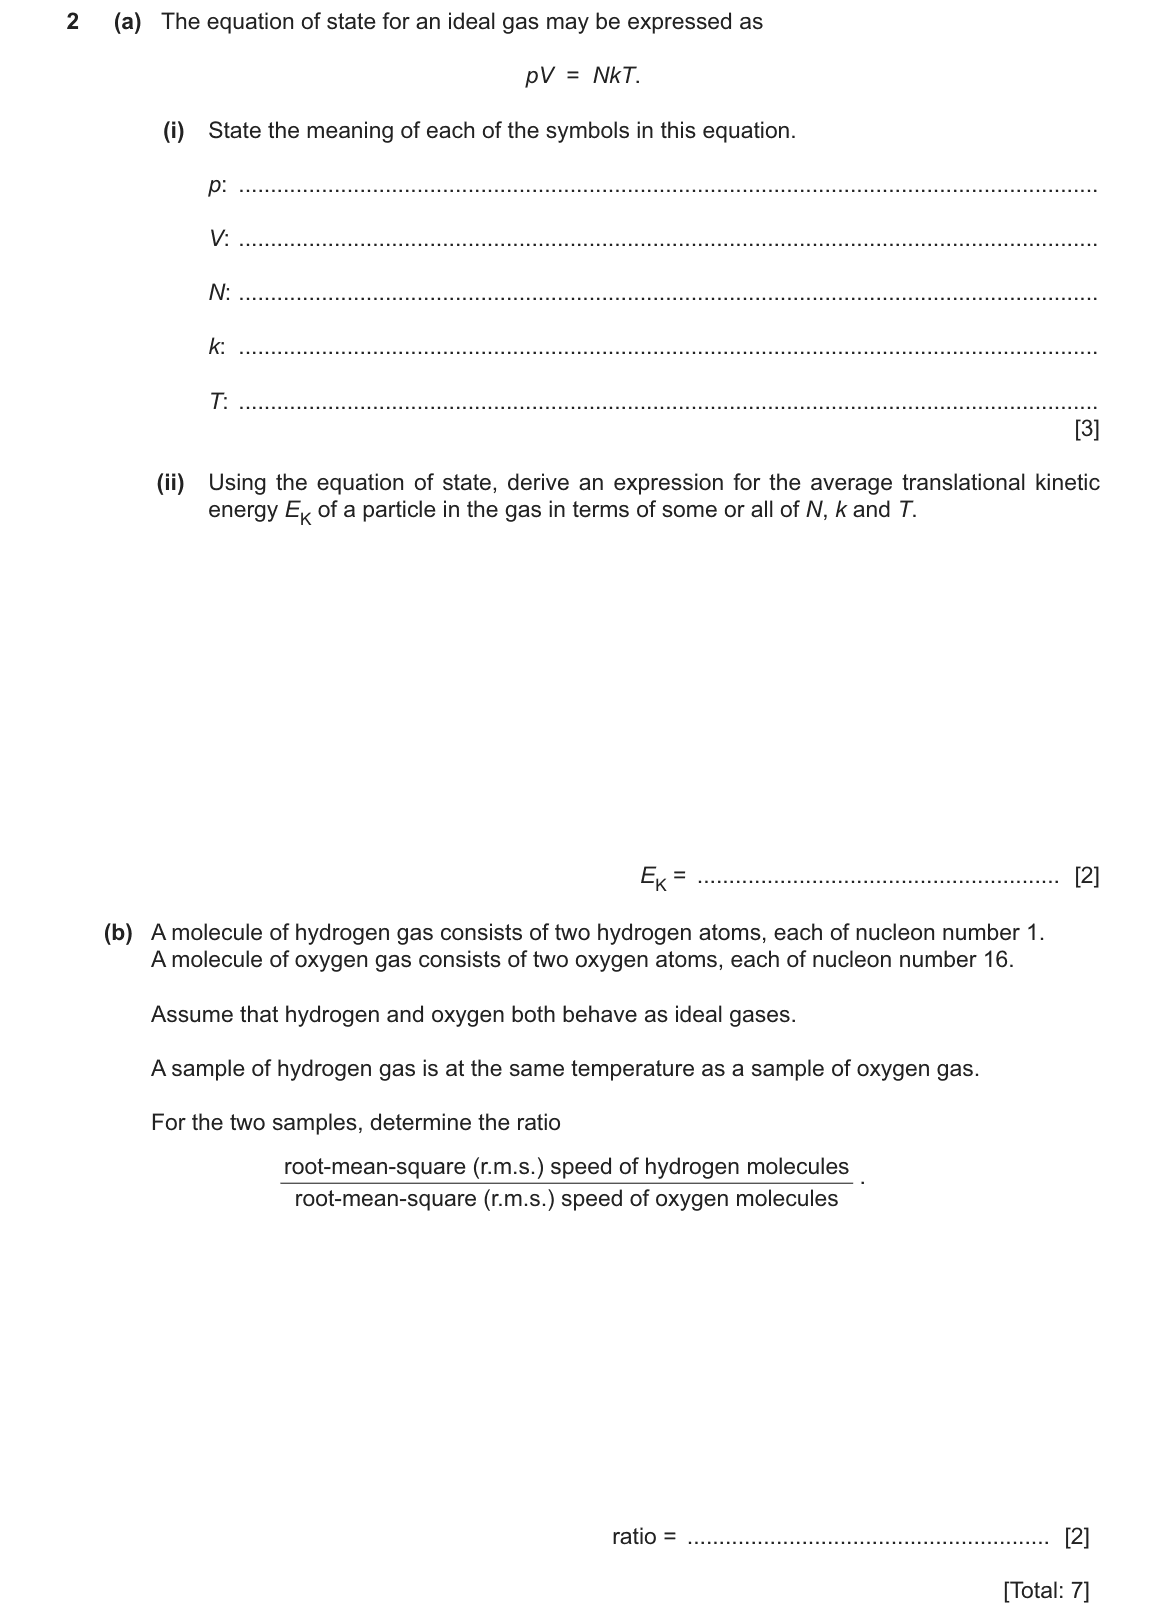 2 (a) The equation of state for an ideal gas may be expressed as
pV = NkT.
(i) State the meaning of each of the symbols in this equation.
p: ..........................................................................................................................................
V: ..........................................................................................................................................
N: ..........................................................................................................................................
k: ..........................................................................................................................................
T: ..........................................................................................................................................
[3]
(ii) Using the equation of state, derive an expression for the average translational kinetic
energy E_K of a particle in the gas in terms of some or all of N, k and T.
E_K = ......................................................... [2]
(b) A molecule of hydrogen gas consists of two hydrogen atoms, each of nucleon number 1.
A molecule of oxygen gas consists of two oxygen atoms, each of nucleon number 16.
Assume that hydrogen and oxygen both behave as ideal gases.
A sample of hydrogen gas is at the same temperature as a sample of oxygen gas.
For the two samples, determine the ratio
root-mean-square (r.m.s.) speed of hydrogen molecules
root-mean-square (r.m.s.) speed of oxygen molecules .
ratio = ......................................................... [2]
[Total: 7]